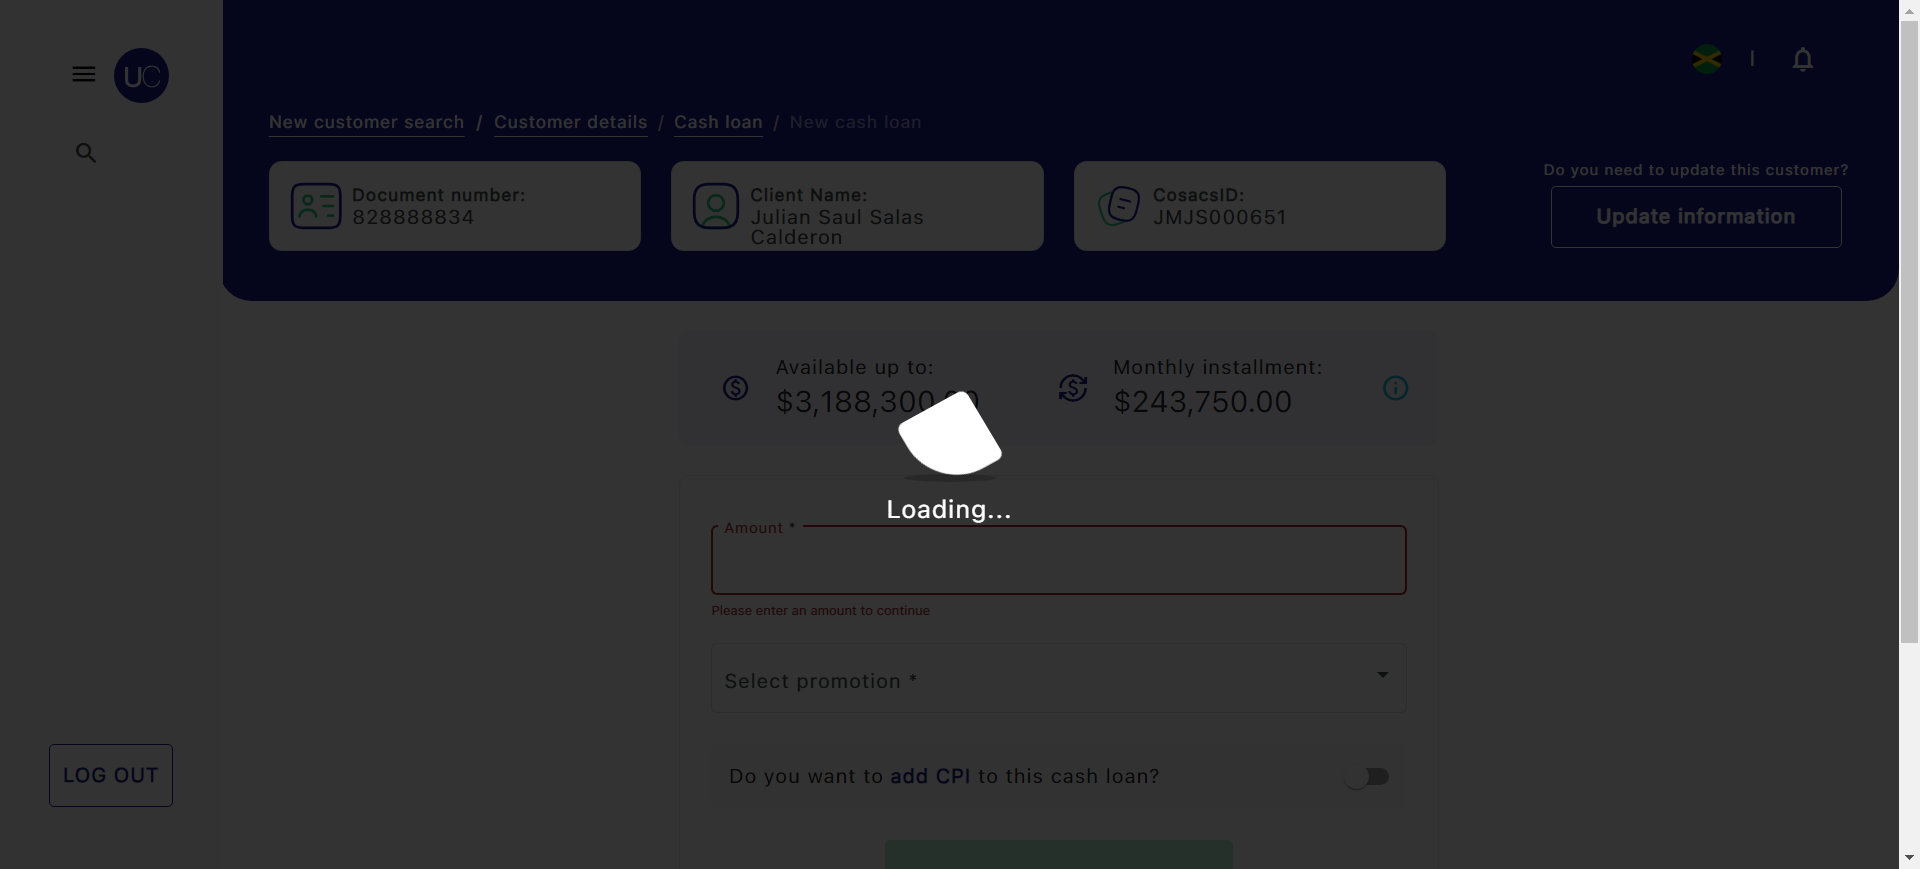 UC
New customer search / Customer details / Cash loan / New cash loan
Document number:
828888834
Client Name:
Julian Saul Salas
Calderon
CosacsID:
JMJS000651
Do you need to update this customer?
Update information
Available up to:
$3,188,300.00
Monthly installment:
$243,750.00
Loading...
Amount *
Please enter an amount to continue
Select promotion *
Do you want to add CPI to this cash loan?
LOG OUT